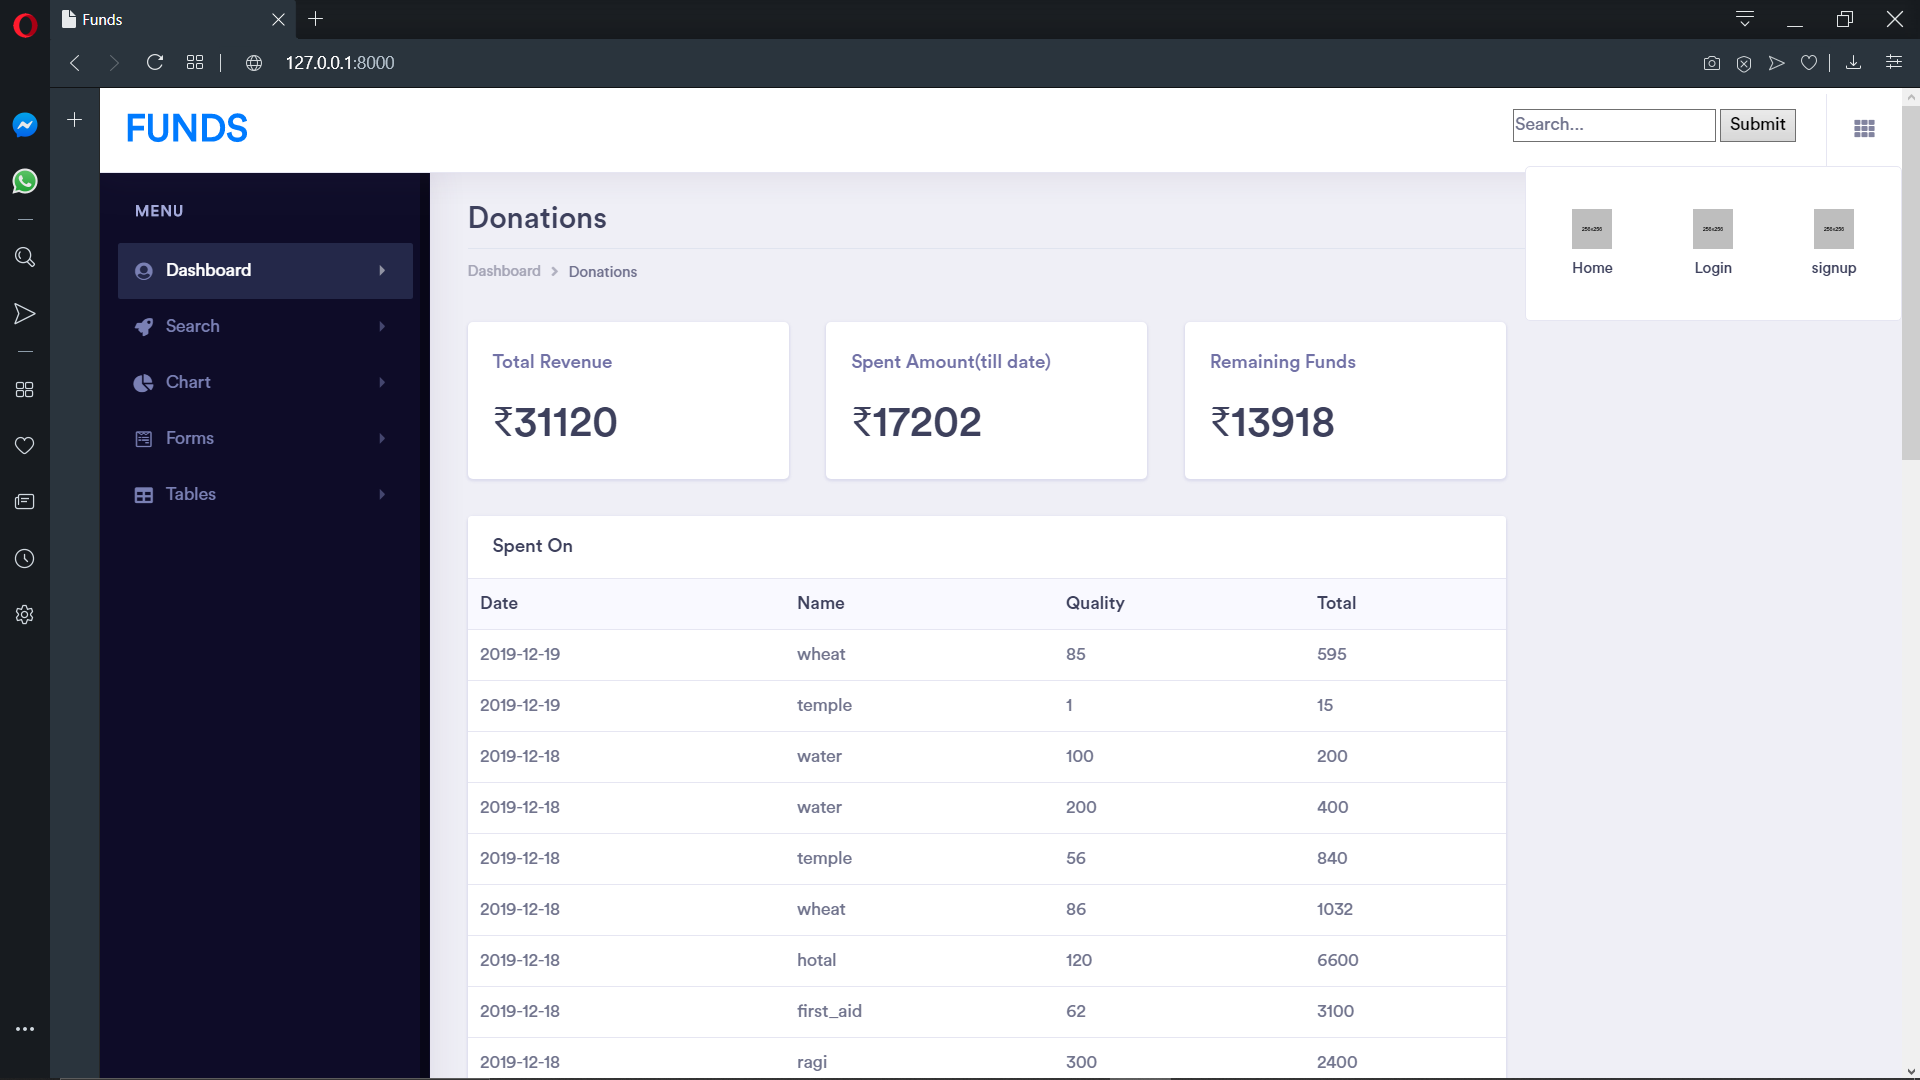 Funds
127.0.0.1:8000
FUNDS
Search...
Submit
256x256
256x256
256x256
Home
Login
signup
MENU
Dashboard
Search
Chart
Forms
Tables
Donations
Dashboard
Donations
Total Revenue
₹31120
Spent Amount(till date)
₹17202
Remaining Funds
₹13918
Spent On
Date Name Quality Total
2019-12-19 wheat 85 595
2019-12-19 temple 1 15
2019-12-18 water 100 200
2019-12-18 water 200 400
2019-12-18 temple 56 840
2019-12-18 wheat 86 1032
2019-12-18 hotal 120 6600
2019-12-18 first_aid 62 3100
2019-12-18 ragi 300 2400